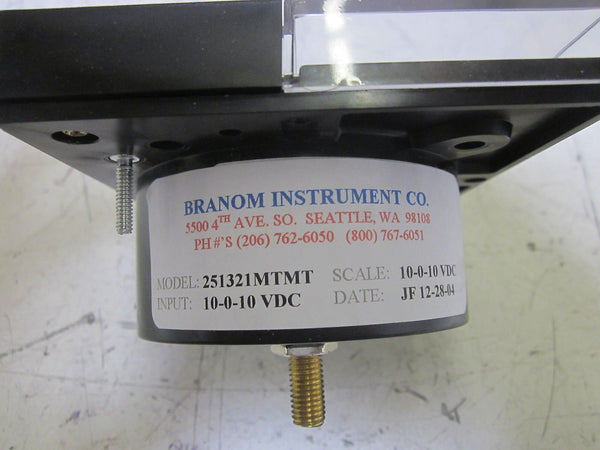 BRANOM INSTRUMENT CO.
5500 4TH AVE. SO. SEATTLE, WA 98108
PH #'S (206) 762-6050 (800) 767-6051
MODEL: 251321MTMT SCALE: 10-0-10 VDC
INPUT: 10-0-10 VDC DATE: JF 12-28-04